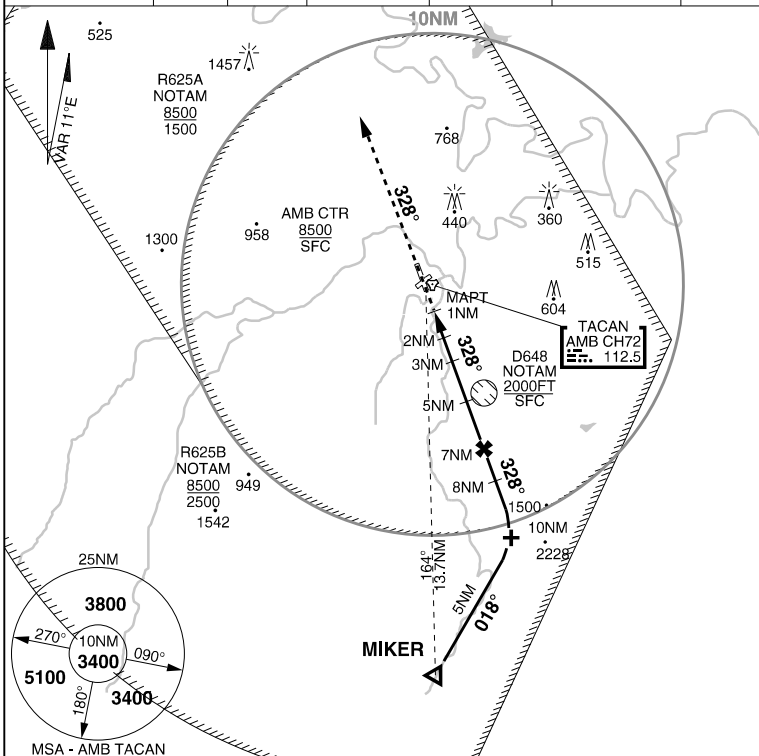 10NM
525
1457
R625A
NOTAM
8500
1500
VAR 11°E
768
328°
AMB CTR
8500
SFC
958
1300
440
360
515
604
MAPT
1NM
2NM
3NM
328°
TACAN
AMB CH72
112.5
D648
NOTAM
2000FT
SFC
5NM
7NM
328°
8NM
R625B
NOTAM
8500
2500
949
1542
1500
10NM
2228
164°
13.7NM
5NM
018°
MIKER
25NM
3800
270°
10NM
3400
090°
5100
180°
3400
MSA - AMB TACAN